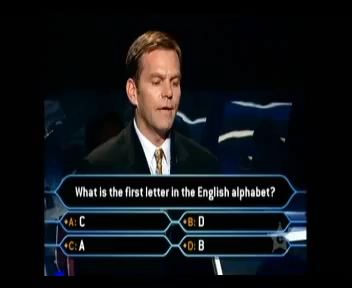 What is the first letter in the English alphabet?
A: C
B: D
C: A
D: B